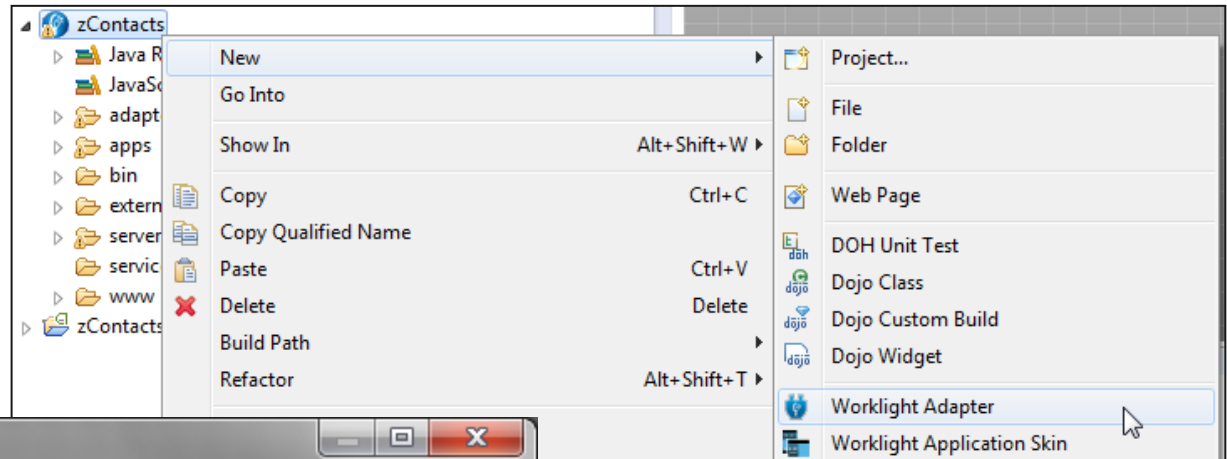 zContacts
Java R
JavaSc
adapt
apps
bin
extern
server
servic
www
zContacts
New
Go Into
Show In Alt+Shift+W
Copy Ctrl+C
Copy Qualified Name
Paste Ctrl+V
Delete Delete
Build Path
Refactor Alt+Shift+T
Project...
File
Folder
Web Page
DOH Unit Test
Dojo Class
Dojo Custom Build
Dojo Widget
Worklight Adapter
Worklight Application Skin